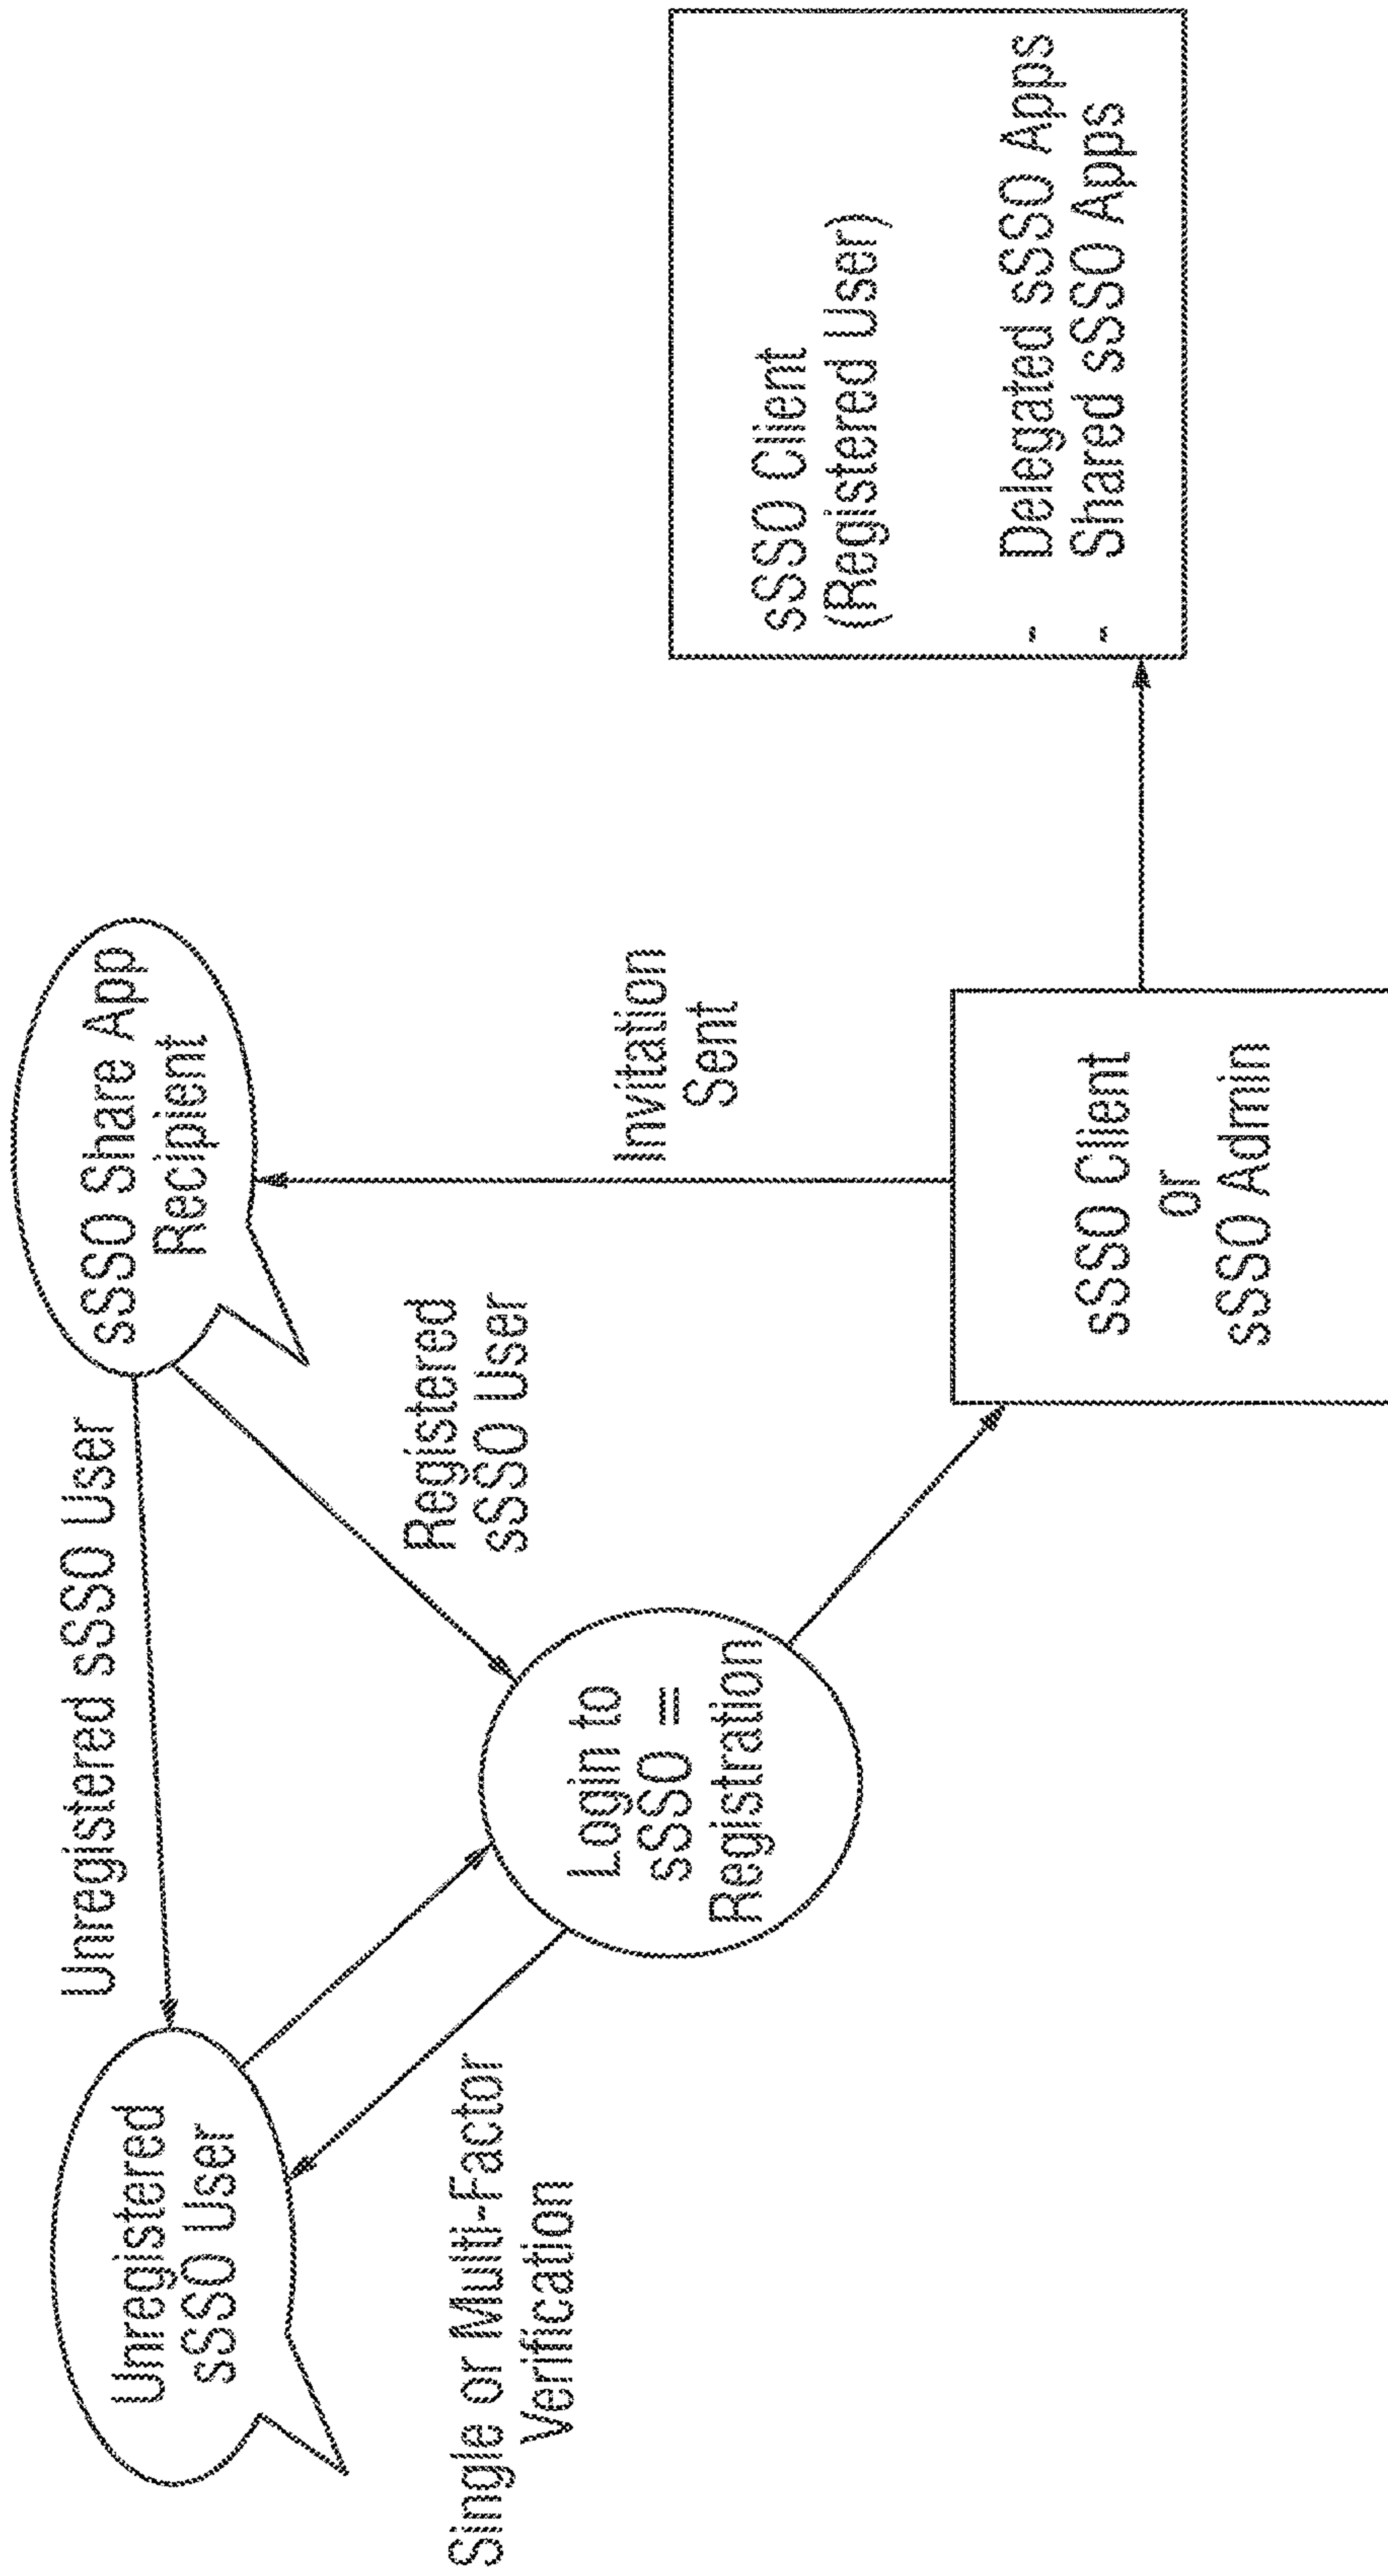 Unregistered
sSSO User
Unregistered sSSO User
sSSO Share App
Recipient
Single or Multi-Factor
Verification
Login to
sSSO =
Registration
Registered
sSSO User
Invitation
Sent
sSSO Client
or
sSSO Admin
sSSO Client
(Registered User)
- Delegated sSSO Apps
- Shared sSSO Apps